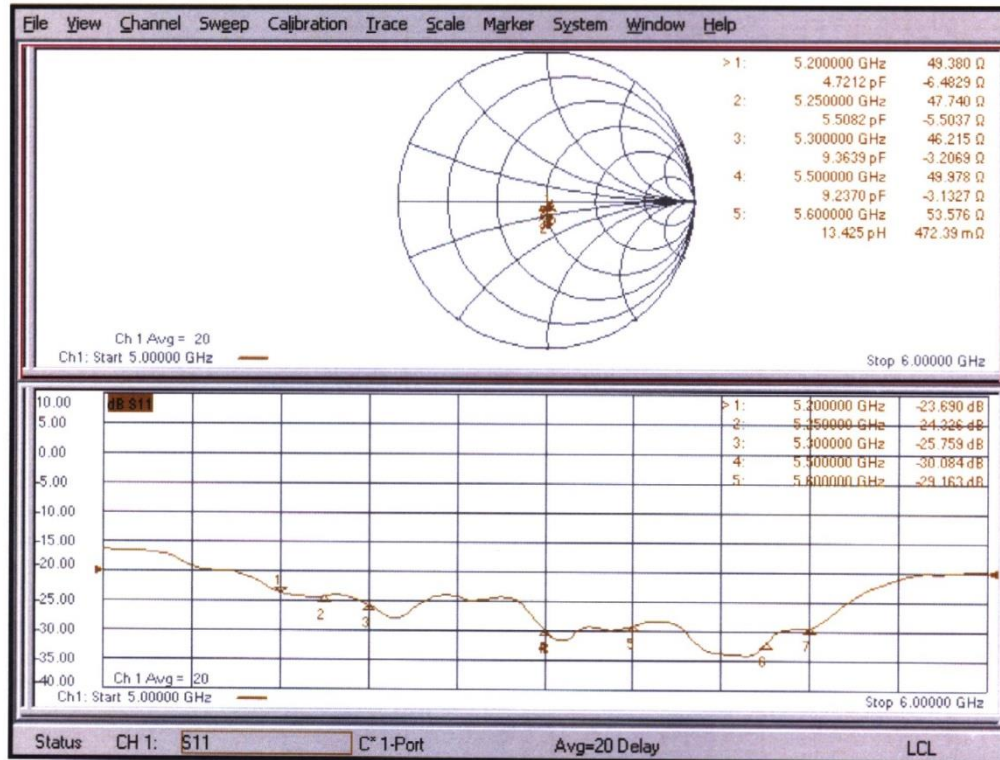 File View Channel Sweep Calibration Trace Scale Marker System Window Help
> 1: 5.200000 GHz 49.380 Ω
4.7212 pF -6.4829 Ω
2: 5.250000 GHz 47.740 Ω
5.5082 pF -5.5037 Ω
3: 5.300000 GHz 46.215 Ω
9.3639 pF -3.2069 Ω
4: 5.500000 GHz 49.978 Ω
9.2370 pF -3.1327 Ω
5: 5.600000 GHz 53.576 Ω
13.425 pH 472.39 mΩ
Ch 1 Avg = 20
Ch1: Start 5.00000 GHz Stop 6.00000 GHz
10.00 dB S11 > 1: 5.200000 GHz -23.690 dB
5.00 2: 5.250000 GHz -24.326 dB
0.00 3: 5.300000 GHz -25.759 dB
4: 5.500000 GHz -30.084 dB
-5.00 5: 5.600000 GHz -29.163 dB
-10.00
-15.00
-20.00
-25.00 1 2 3
-30.00 5 7
-35.00 6
-40.00 Ch 1 Avg = 20
Ch1: Start 5.00000 GHz Stop 6.00000 GHz
Status CH 1: S11 C* 1-Port Avg=20 Delay LCL